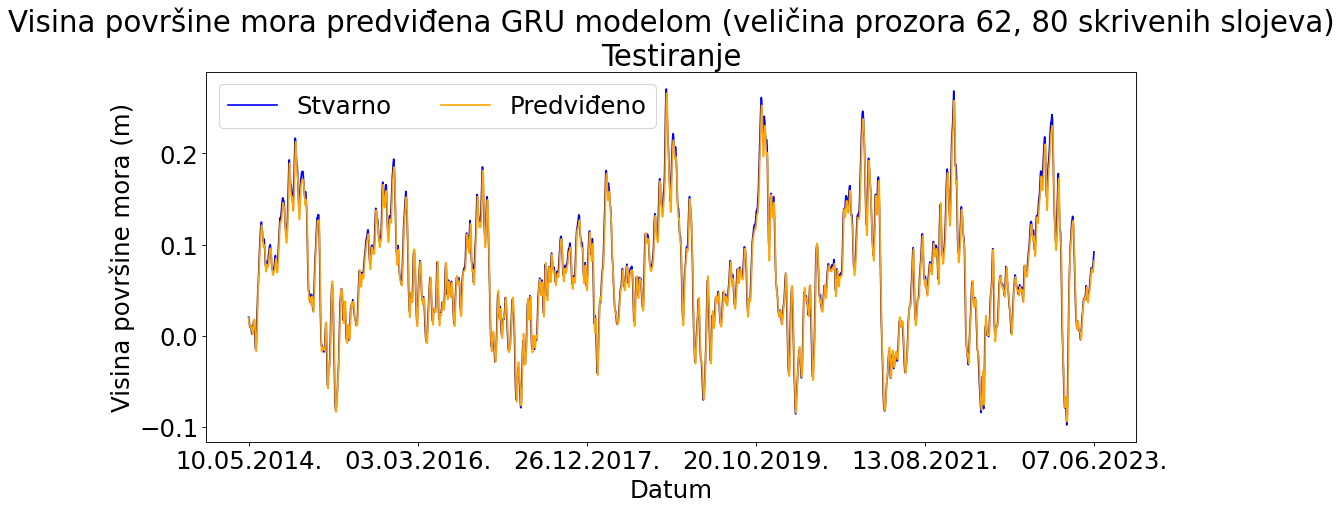 Visina površine mora predviđena GRU modelom (veličina prozora 62, 80 skrivenih slojeva)
Testiranje
Stvarno
Predviđeno
Visina površine mora (m)
0.2
0.1
0.0
−0.1
10.05.2014.
03.03.2016.
26.12.2017.
20.10.2019.
13.08.2021.
07.06.2023.
Datum